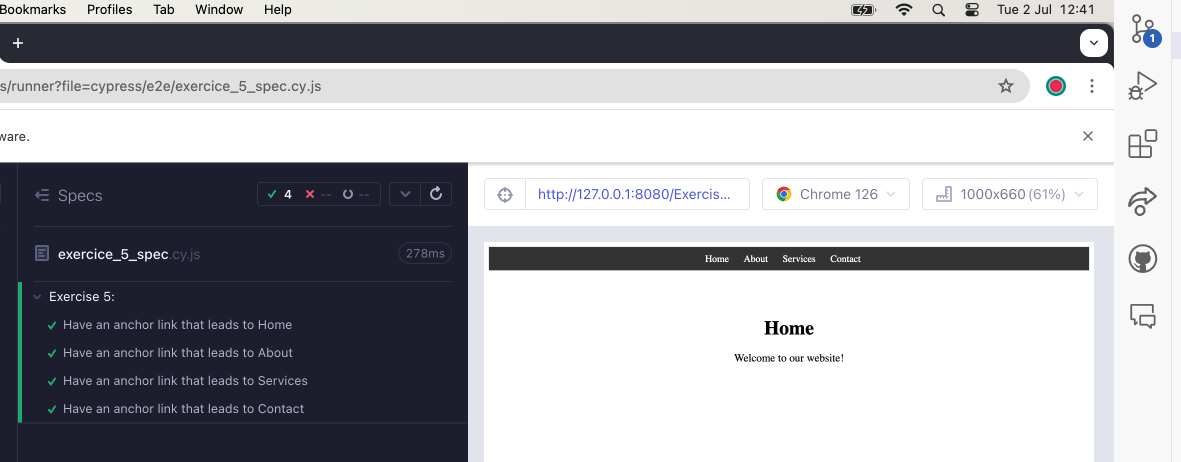 Bookmarks Profiles Tab Window Help Tue 2 Jul 12:41
1
s/runner?file=cypress/e2e/exercice_5_spec.cy.js
ware.
Specs 4 -- --
http://127.0.0.1:8080/Exercis... Chrome 126 1000x660 (61%)
exercice_5_spec.cy.js 278ms
Home About Services Contact
Exercise 5:
Have an anchor link that leads to Home
Have an anchor link that leads to About
Have an anchor link that leads to Services
Have an anchor link that leads to Contact
Home
Welcome to our website!